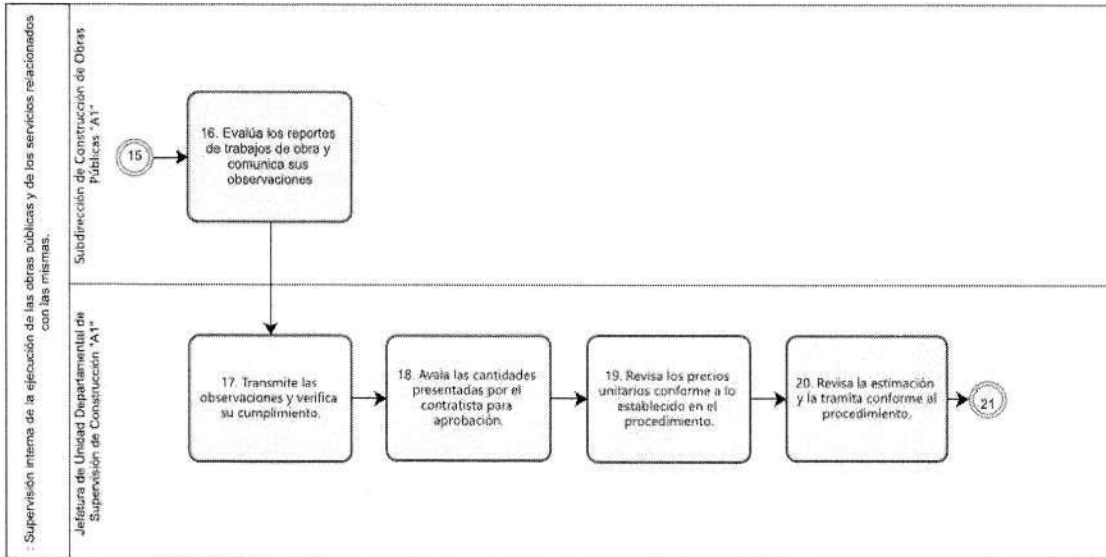 : Supervisión interna de la ejecución de las obras públicas y de los servicios relacionados
con las mismas.
Subdirección de Construcción de Obras
Públicas "A1"
15
16. Evalúa los reportes
de trabajos de obra y
comunica sus
observaciones
Jefatura de Unidad Departamental de
Supervisión de Construcción "A1"
17. Transmite las
observaciones y verifica
su cumplimiento.
18. Avala las cantidades
presentadas por el
contratista para
aprobación.
19. Revisa los precios
unitarios conforme a lo
establecido en el
procedimiento.
20. Revisa la estimación
y la tramita conforme al
procedimiento.
21